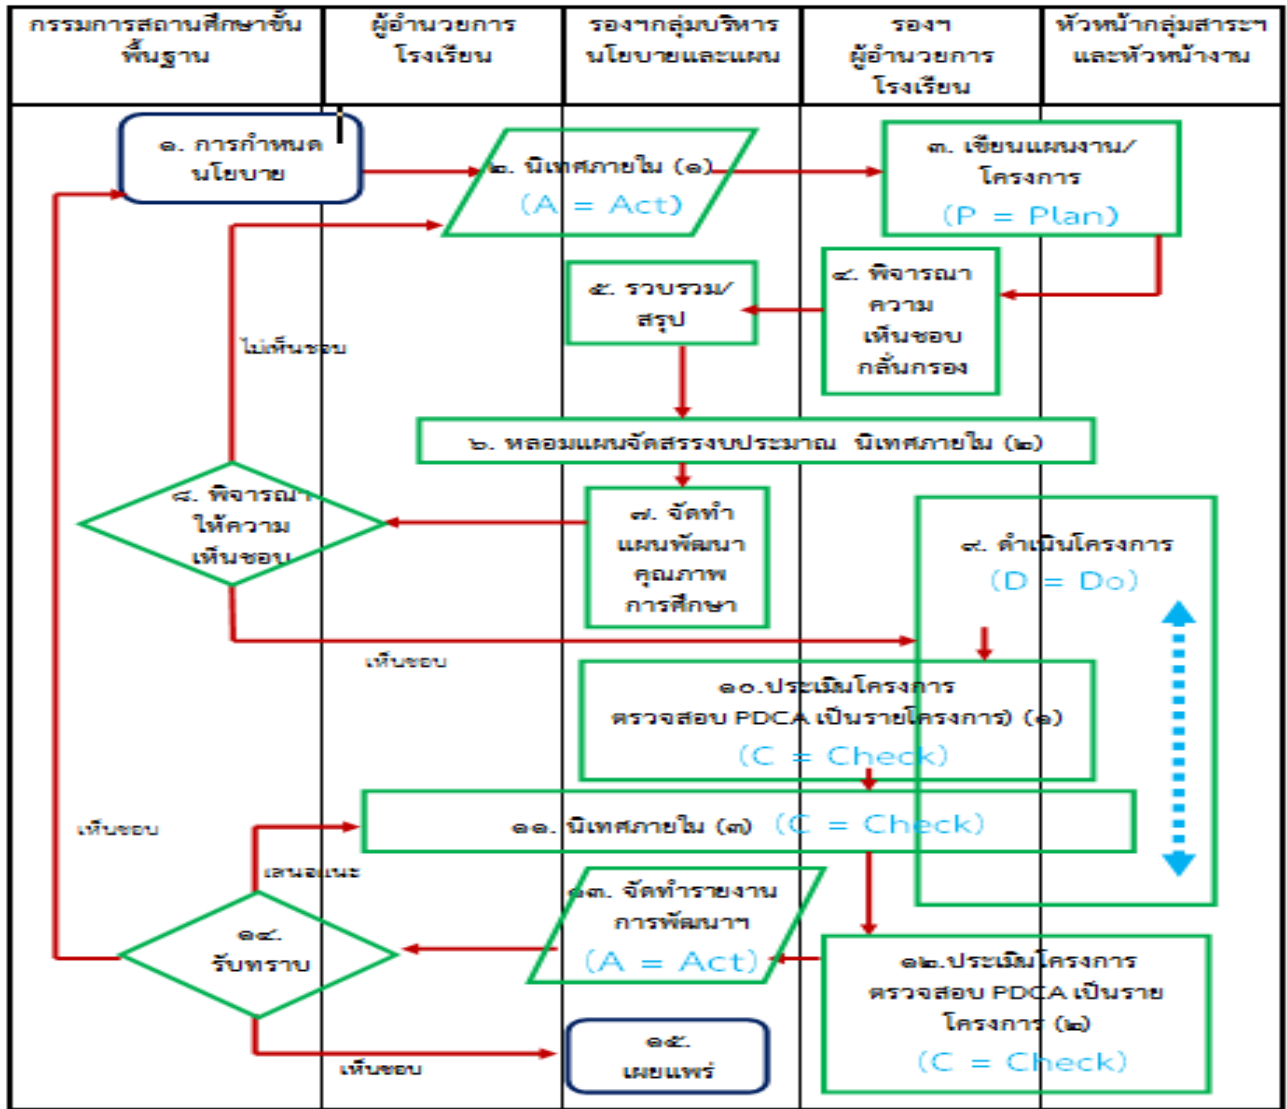 กรรมการสถานศึกษาขั้น
พื้นฐาน
ผู้อำนวยการ
โรงเรียน
รองฯกลุ่มบริหาร
นโยบายและแผน
รองฯ
ผู้อำนวยการ
โรงเรียน
หัวหน้ากลุ่มสาระฯ
และหัวหน้างาน
๑. การกำหนด
นโยบาย
๒. นิเทศภายใน (๑)
(A = Act)
๓. เขียนแผนงาน/
โครงการ
(P = Plan)
๔. พิจารณา
ความ
เห็นชอบ
กลั่นกรอง
๕. รวบรวม/
สรุป
ไม่เห็นชอบ
๖. หลอมแผนจัดสรรงบประมาณ นิเทศภายใน (๒)
๘. พิจารณา
ให้ความ
เห็นชอบ
๗. จัดทำ
แผนพัฒนา
คุณภาพ
การศึกษา
๙. ดำเนินโครงการ
(D = Do)
เห็นชอบ
๑๐.ประเมินโครงการ
ตรวจสอบ PDCA เป็นรายโครงการ) (๑)
(C = Check)
๑๑. นิเทศภายใน (๓) (C = Check)
เห็นชอบ
เสนอแนะ
๑๓. จัดทำรายงาน
การพัฒนาฯ
(A = Act)
๑๔.
รับทราบ
๑๒.ประเมินโครงการ
ตรวจสอบ PDCA เป็นราย
โครงการ (๒)
(C = Check)
เห็นชอบ
๑๕.
เผยแพร่